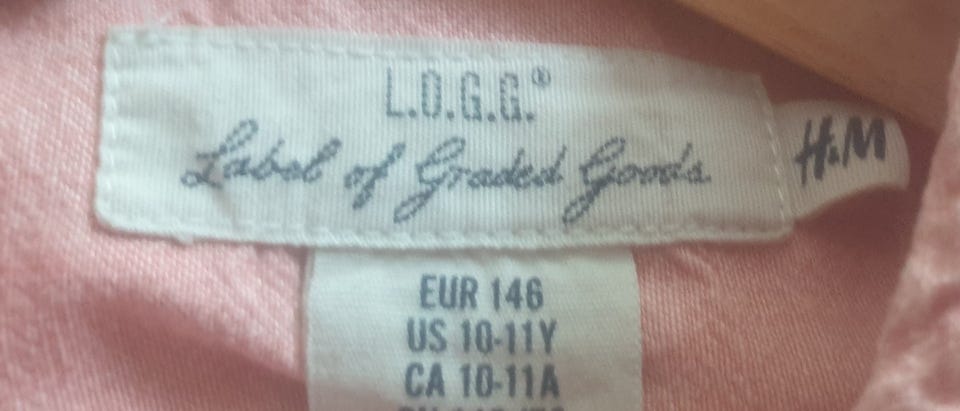 L.O.G.G.®
Label of Graded Goods
H&M
EUR 146
US 10-11Y
CA 10-11A